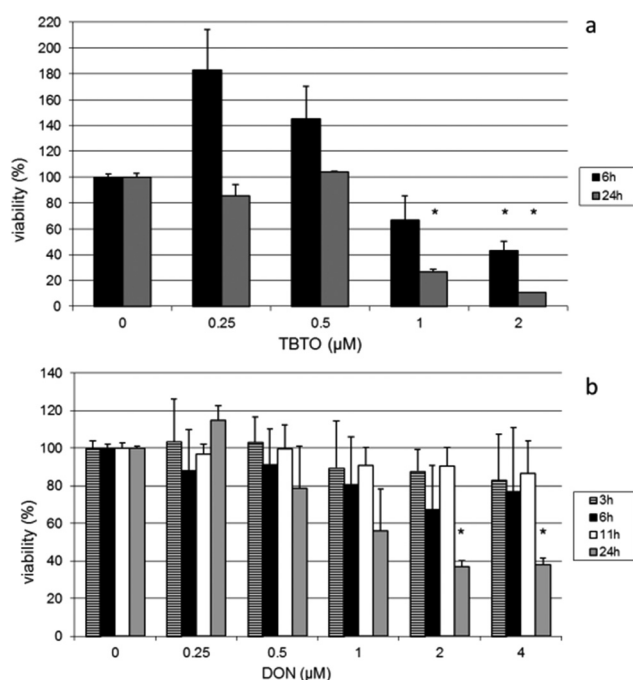 a
220
200
180
160
140
120
100
80
60
40
20
0
viability (%)
* * *
6h
24h
0 0.25 0.5 1 2
TBTO (µM)
b
140
120
100
80
60
40
20
0
viability (%)
* *
3h
6h
11h
24h
0 0.25 0.5 1 2 4
DON (µM)